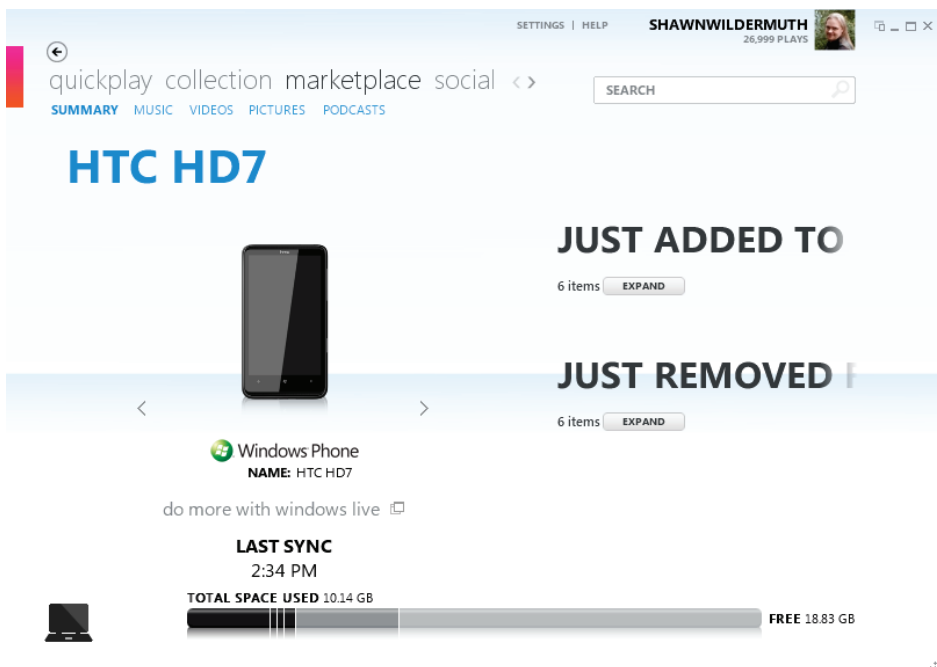 SETTINGS | HELP
SHAWNWILDERMUTH
26,999 PLAYS
quickplay collection marketplace social
SEARCH
SUMMARY MUSIC VIDEOS PICTURES PODCASTS
HTC HD7
JUST ADDED TO
6 items EXPAND
JUST REMOVED
6 items EXPAND
Windows Phone
NAME: HTC HD7
do more with windows live
LAST SYNC
2:34 PM
TOTAL SPACE USED 10.14 GB
FREE 18.83 GB